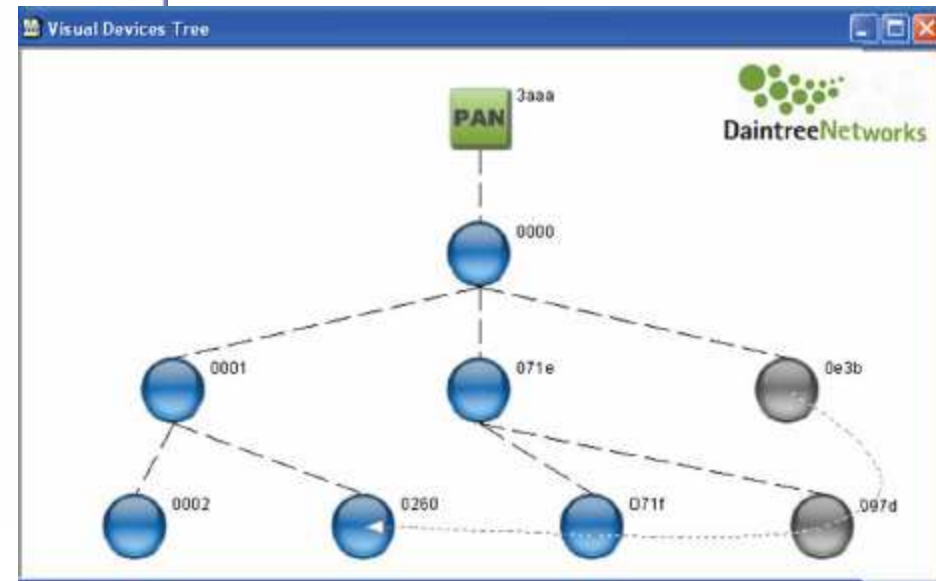 Visual Devices Tree
DaintreeNetworks
PAN
3aaa
0000
0001
071e
0e3b
0002
0260
071f
097d